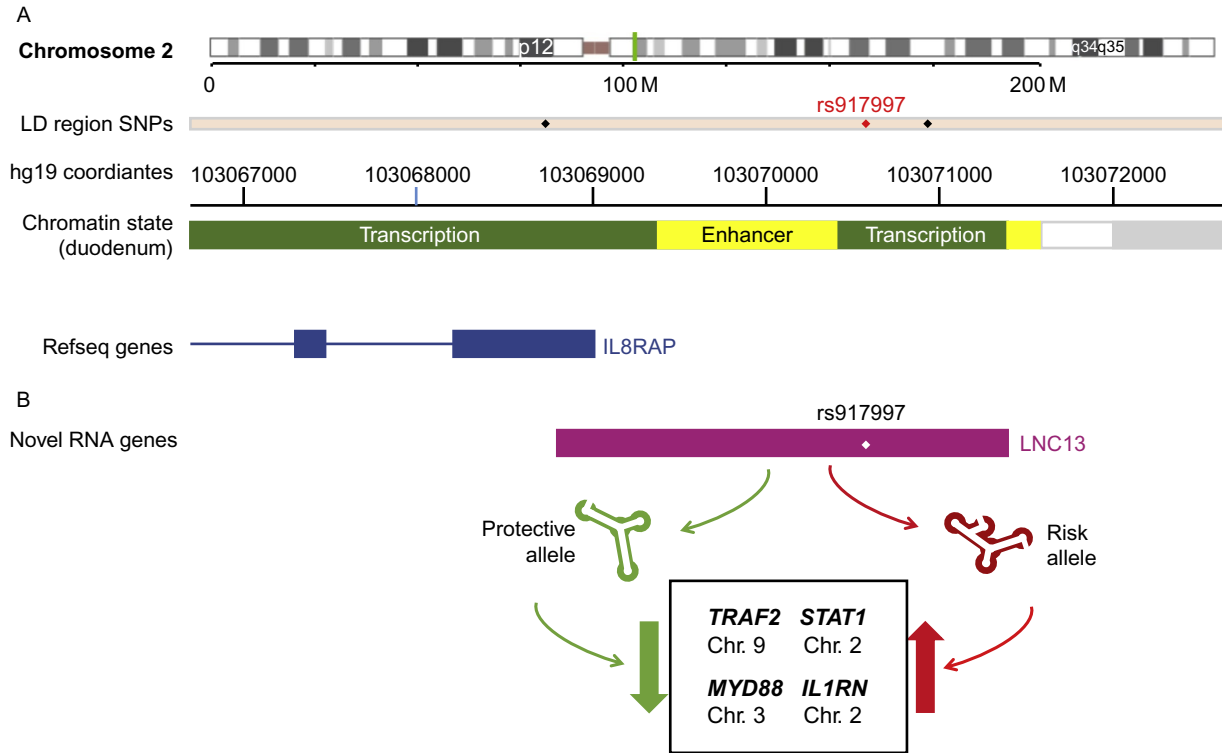 A
Chromosome 2
p12
q34q35
0
100 M
200 M
rs917997
LD region SNPs
hg19 coordiantes
103067000 103068000 103069000 103070000 103071000 103072000
Chromatin state
(duodenum)
Transcription Enhancer Transcription
Refseq genes
IL8RAP
B
rs917997
Novel RNA genes
LNC13
Protective
allele
Risk
allele
TRAF2 STAT1
Chr. 9 Chr. 2
MYD88 IL1RN
Chr. 3 Chr. 2